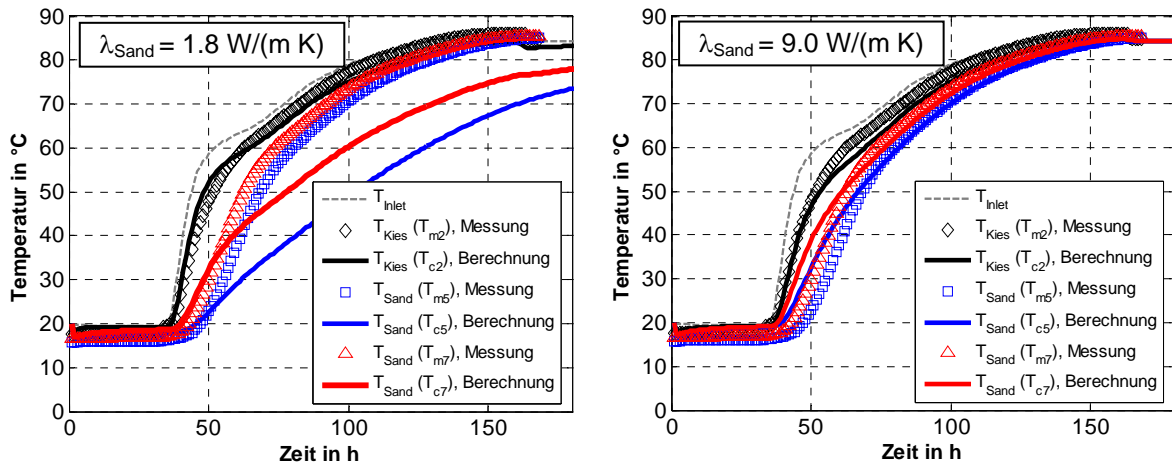 λSand = 1.8 W/(m K)
Temperatur in °C
90
80
70
60
50
40
30
20
10
0
0
50
100
150
Zeit in h
TInlet
TKies (Tm2), Messung
TKies (Tc2), Berechnung
TSand (Tm5), Messung
TSand (Tc5), Berechnung
TSand (Tm7), Messung
TSand (Tc7), Berechnung
λSand = 9.0 W/(m K)
Temperatur in °C
90
80
70
60
50
40
30
20
10
0
0
50
100
150
Zeit in h
TInlet
TKies (Tm2), Messung
TKies (Tc2), Berechnung
TSand (Tm5), Messung
TSand (Tc5), Berechnung
TSand (Tm7), Messung
TSand (Tc7), Berechnung